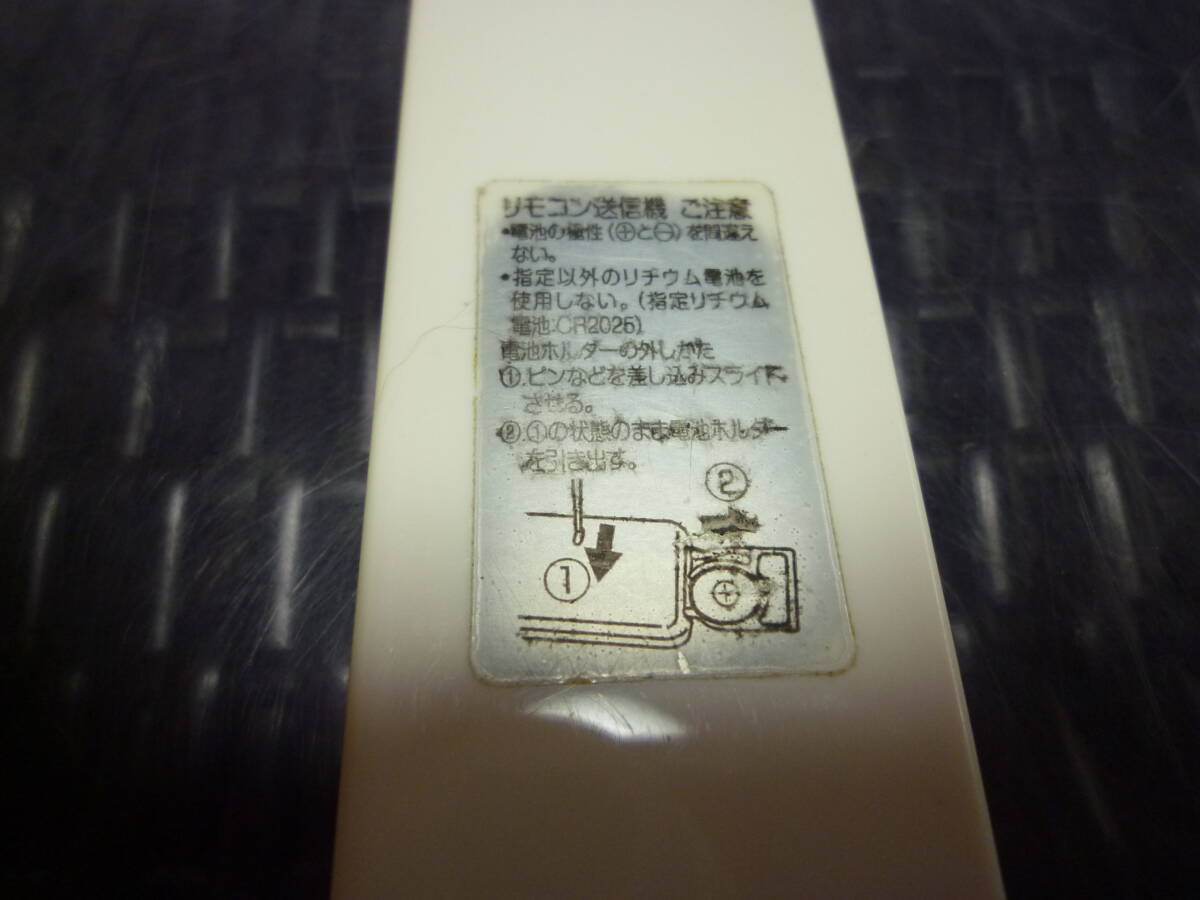 リモコン送信機 ご注意
・電池の極性(⊕と⊖)を間違え
ない。
・指定以外のリチウム電池を
使用しない。(指定リチウム
電池:CR2025)
電池ホルダーの外しかた
①.ピンなどを差し込みスライド
させる。
②.①の状態のまま電池ホルダー
を引き出す。
②
①
⊕